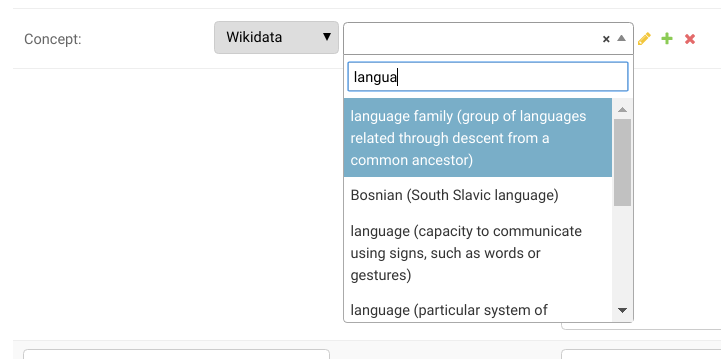 Concept:
Wikidata
langua
language family (group of languages
related through descent from a
common ancestor)
Bosnian (South Slavic language)
language (capacity to communicate
using signs, such as words or
gestures)
language (particular system of